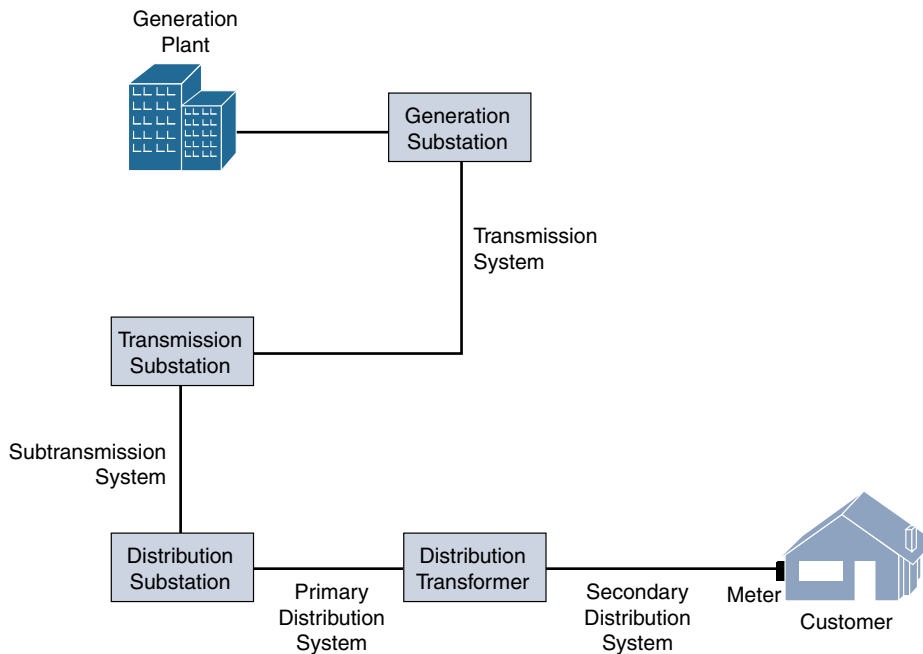 Generation
Plant
Generation
Substation
Transmission
System
Transmission
Substation
Subtransmission
System
Distribution
Substation
Primary
Distribution
System
Distribution
Transformer
Secondary
Distribution
System
Meter
Customer